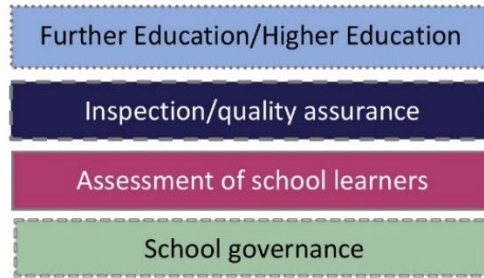 Further Education/Higher Education
Inspection/quality assurance
Assessment of school learners
School governance